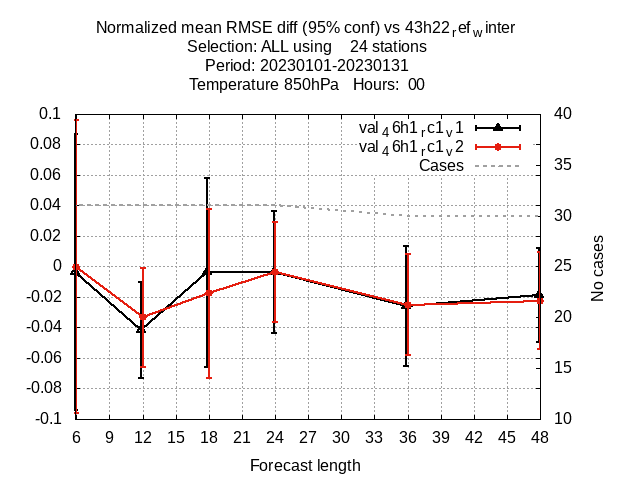 Normalized mean RMSE diff (95% conf) vs 43h22refwinter
Selection: ALL using    24 stations
Period: 20230101-20230131
Temperature 850hPa   Hours:  00
val46h1rc1v1
val46h1rc1v2
Cases
0.1
0.08
0.06
0.04
0.02
0
-0.02
-0.04
-0.06
-0.08
-0.1
40
35
30
25
20
15
10
No cases
6 9 12 15 18 21 24 27 30 33 36 39 42 45 48
Forecast length